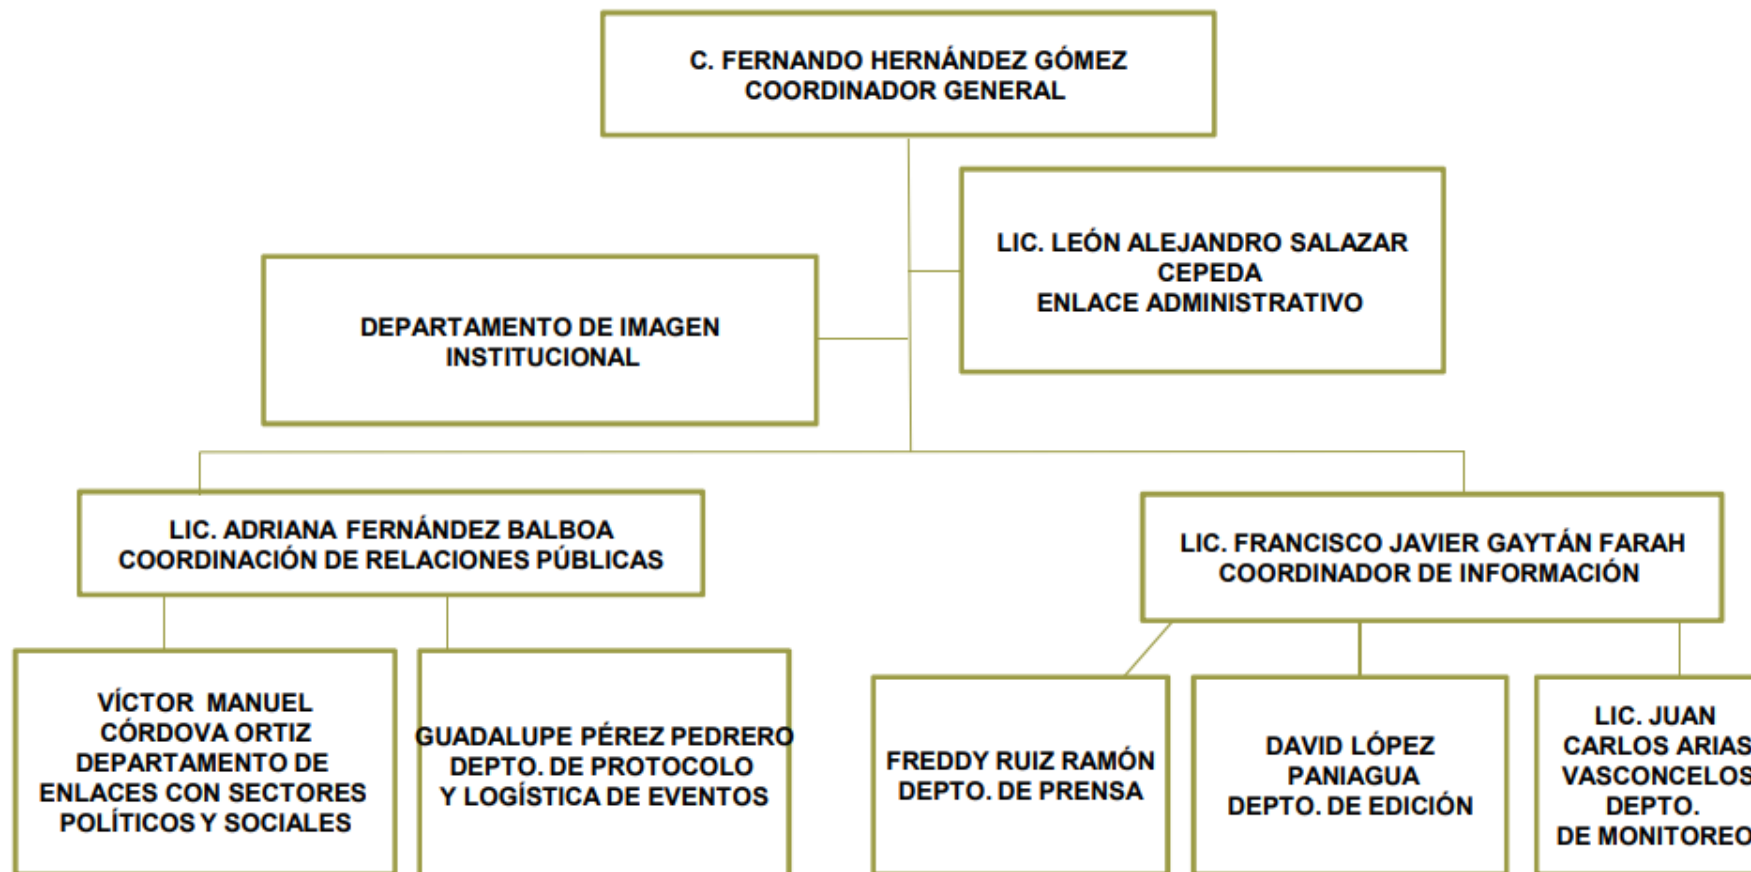 C. FERNANDO HERNÁNDEZ GÓMEZ
COORDINADOR GENERAL
LIC. LEÓN ALEJANDRO SALAZAR
CEPEDA
ENLACE ADMINISTRATIVO
DEPARTAMENTO DE IMAGEN
INSTITUCIONAL
LIC. ADRIANA FERNÁNDEZ BALBOA
COORDINACIÓN DE RELACIONES PÚBLICAS
LIC. FRANCISCO JAVIER GAYTÁN FARAH
COORDINADOR DE INFORMACIÓN
VÍCTOR MANUEL
CÓRDOVA ORTIZ
DEPARTAMENTO DE
ENLACES CON SECTORES
POLÍTICOS Y SOCIALES
GUADALUPE PÉREZ PEDRERO
DEPTO. DE PROTOCOLO
Y LOGÍSTICA DE EVENTOS
FREDDY RUIZ RAMÓN
DEPTO. DE PRENSA
DAVID LÓPEZ
PANIAGUA
DEPTO. DE EDICIÓN
LIC. JUAN
CARLOS ARIAS
VASCONCELOS
DEPTO.
DE MONITOREO